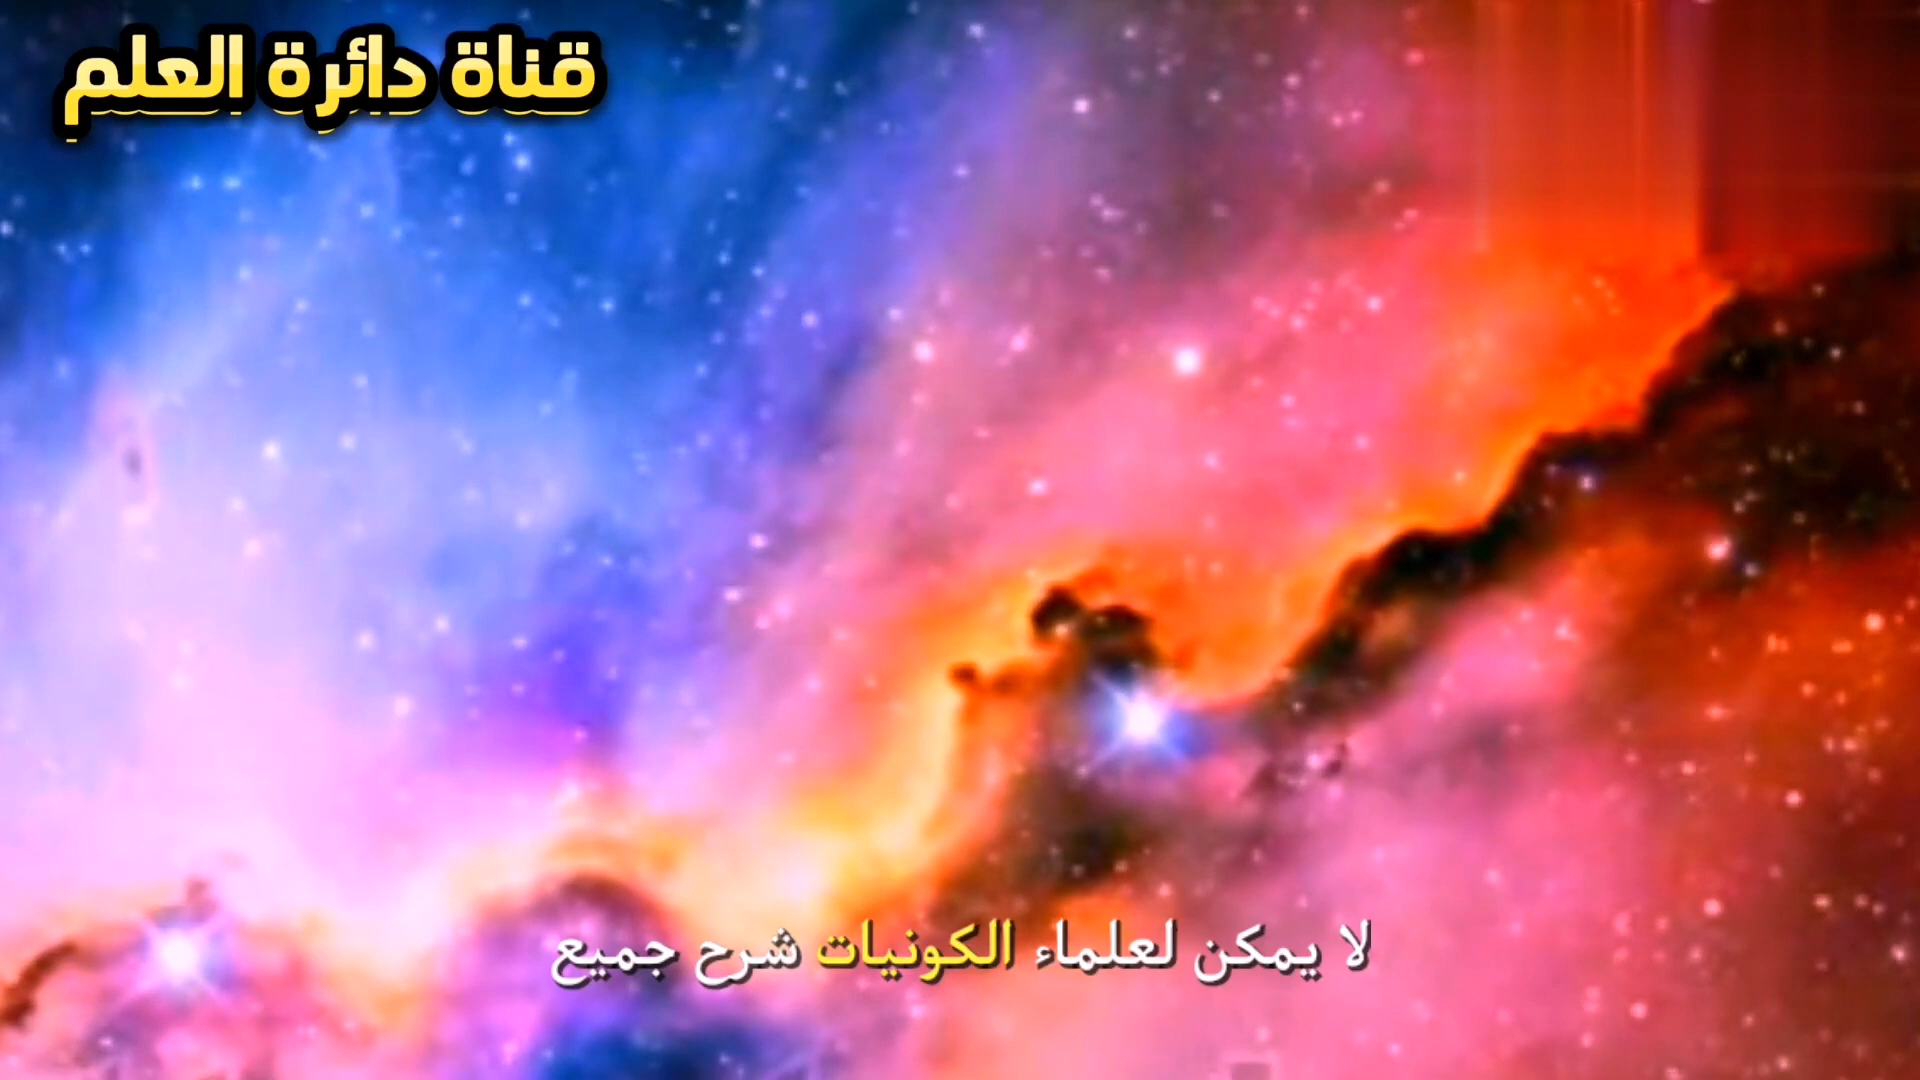 قناة دائرة العلم
لا يمكن لعلماء الكونيات شرح جميع